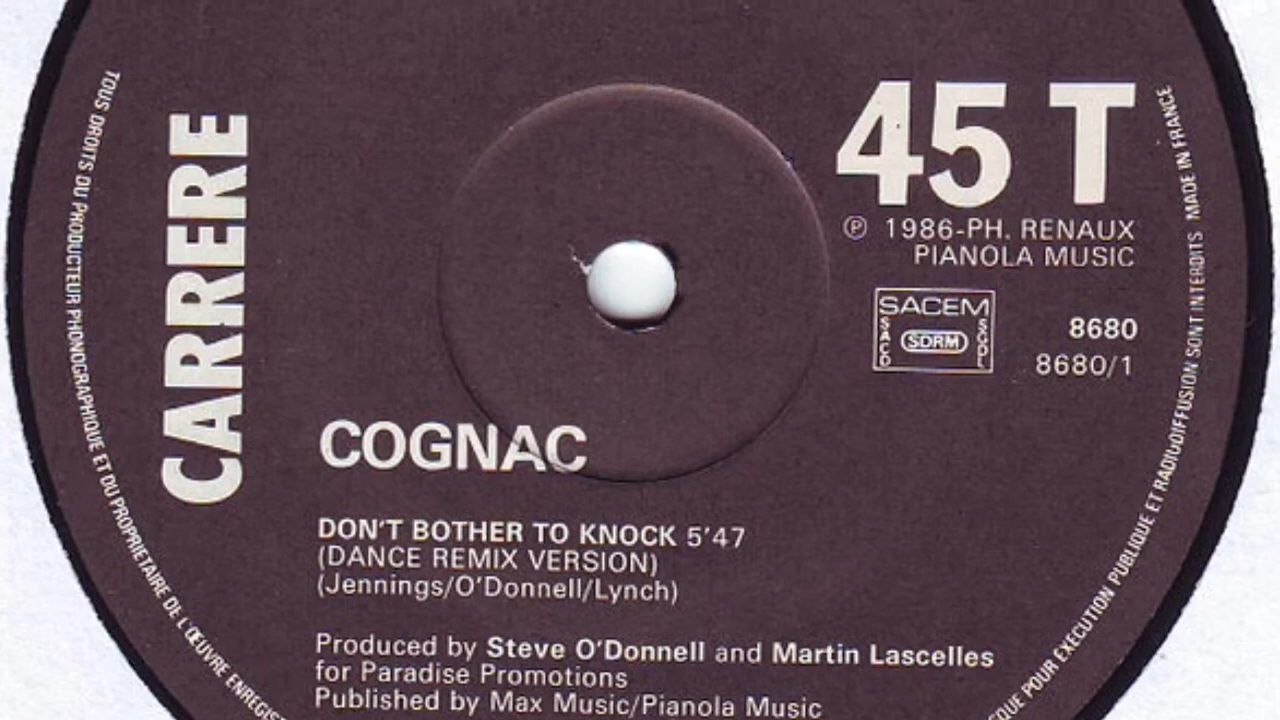 CARRERE
45 T
Ⓟ 1986-PH. RENAUX
PIANOLA MUSIC
SACEM
SACD
SDRM
SGDL
8680
8680/1
COGNAC
DON'T BOTHER TO KNOCK 5'47
(DANCE REMIX VERSION)
(Jennings/O'Donnell/Lynch)
Produced by Steve O'Donnell and Martin Lascelles
for Paradise Promotions
Published by Max Music/Pianola Music
TOUS DROITS DU PRODUCTEUR PHONOGRAPHIQUE ET DU PROPRIETAIRE DE L'ŒUVRE
POUR EXECUTION PUBLIQUE ET RADIODIFFUSION SONT INTERDITS MADE IN FRANCE